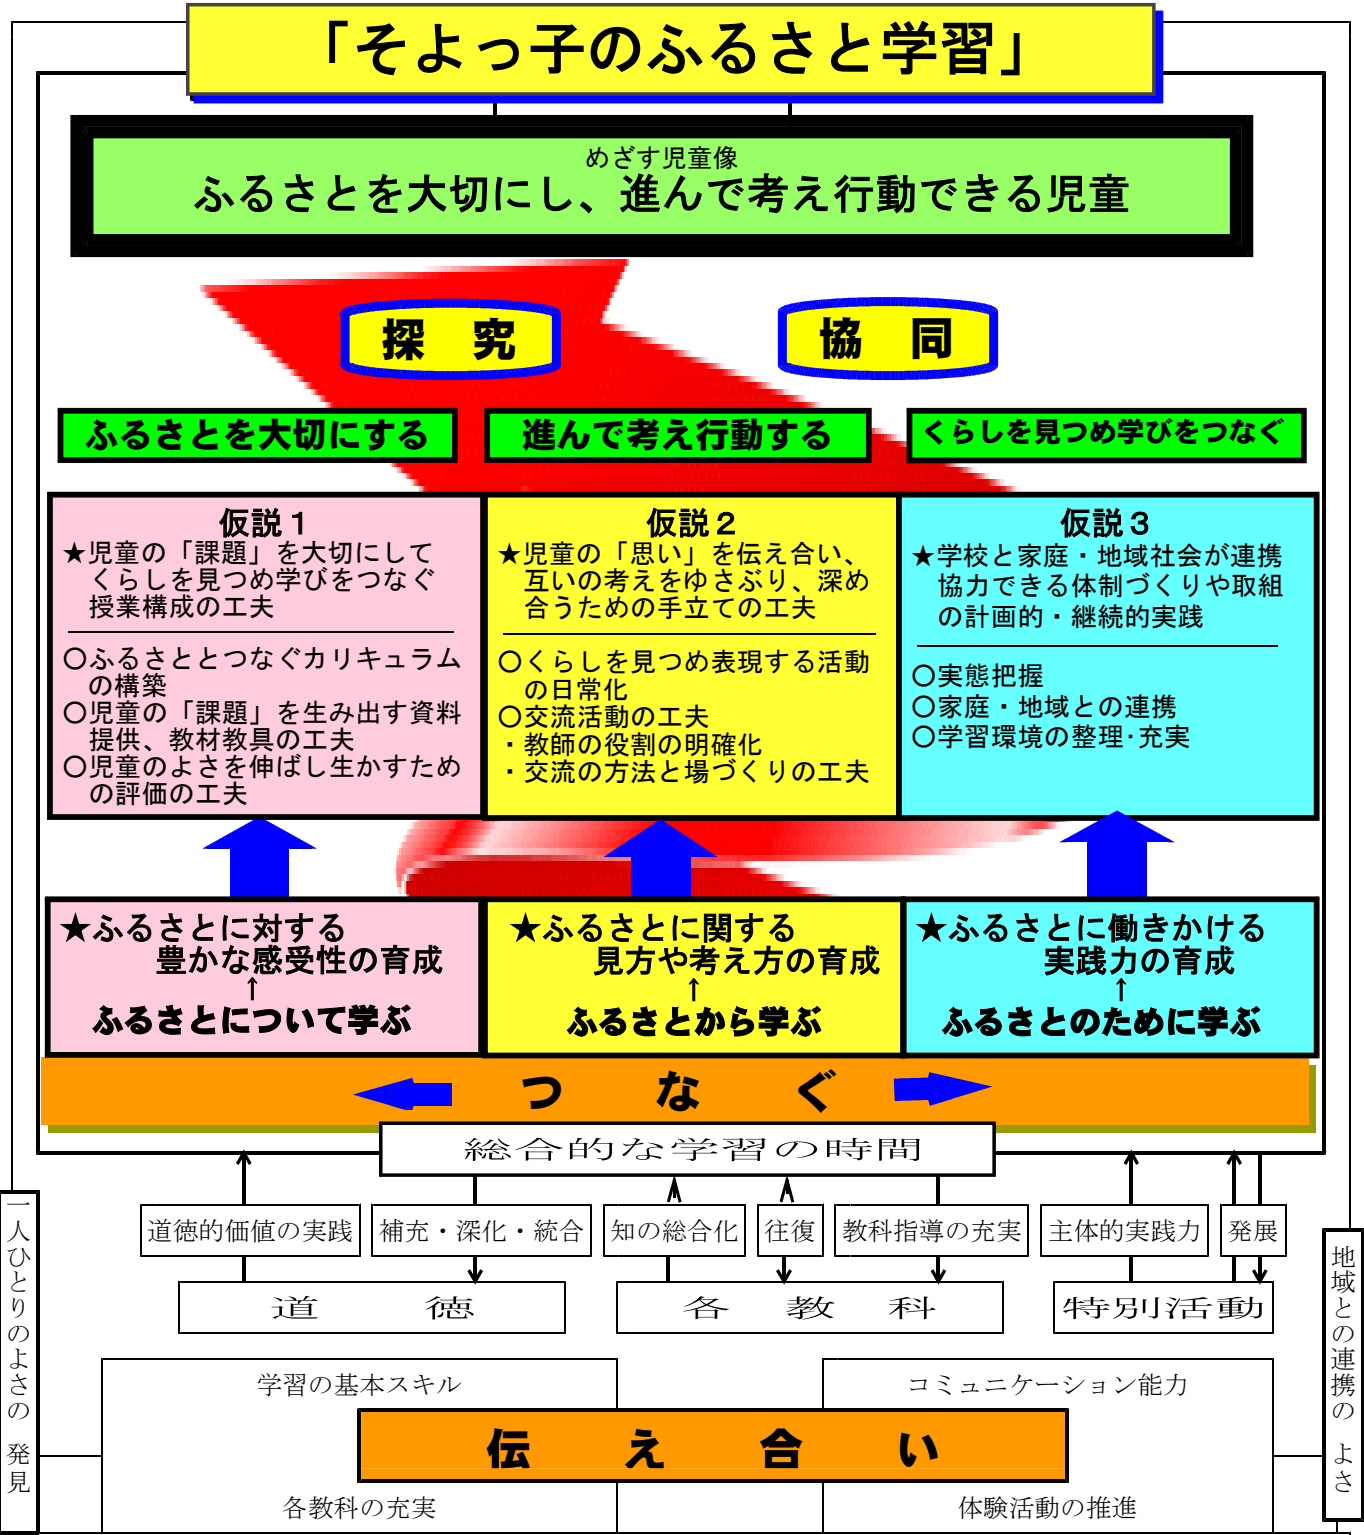 「そよっ子のふるさと学習」
めざす児童像
ふるさとを大切にし、進んで考え行動できる児童
探　究
協　同
ふるさとを大切にする
進んで考え行動する
くらしを見つめ学びをつなぐ
仮説１
★児童の「課題」を大切にして
くらしを見つめ学びをつなぐ
授業構成の工夫
○ふるさととつなぐカリキュラム
の構築
○児童の「課題」を生み出す資料
提供、教材教具の工夫
○児童のよさを伸ばし生かすため
の評価の工夫
仮説２
★児童の「思い」を伝え合い、
互いの考えをゆさぶり、深め
合うための手立ての工夫
○くらしを見つめ表現する活動
の日常化
○交流活動の工夫
・教師の役割の明確化
・交流の方法と場づくりの工夫
仮説３
★学校と家庭・地域社会が連携
協力できる体制づくりや取組
の計画的・継続的実践
○実態把握
○家庭・地域との連携
○学習環境の整理･充実
★ふるさとに対する
豊かな感受性の育成
↑
ふるさとについて学ぶ
★ふるさとに関する
見方や考え方の育成
↑
ふるさとから学ぶ
★ふるさとに働きかける
実践力の育成
↑
ふるさとのために学ぶ
つ　な　ぐ
総合的な学習の時間
道徳的価値の実践
補充・深化・統合
知の総合化
往復
教科指導の充実
主体的実践力
発展
道　徳
各　教　科
特別活動
一人ひとりのよさの　発見
地域との連携の　よさ
学習の基本スキル
コミュニケーション能力
伝　え　合　い
各教科の充実
体験活動の推進